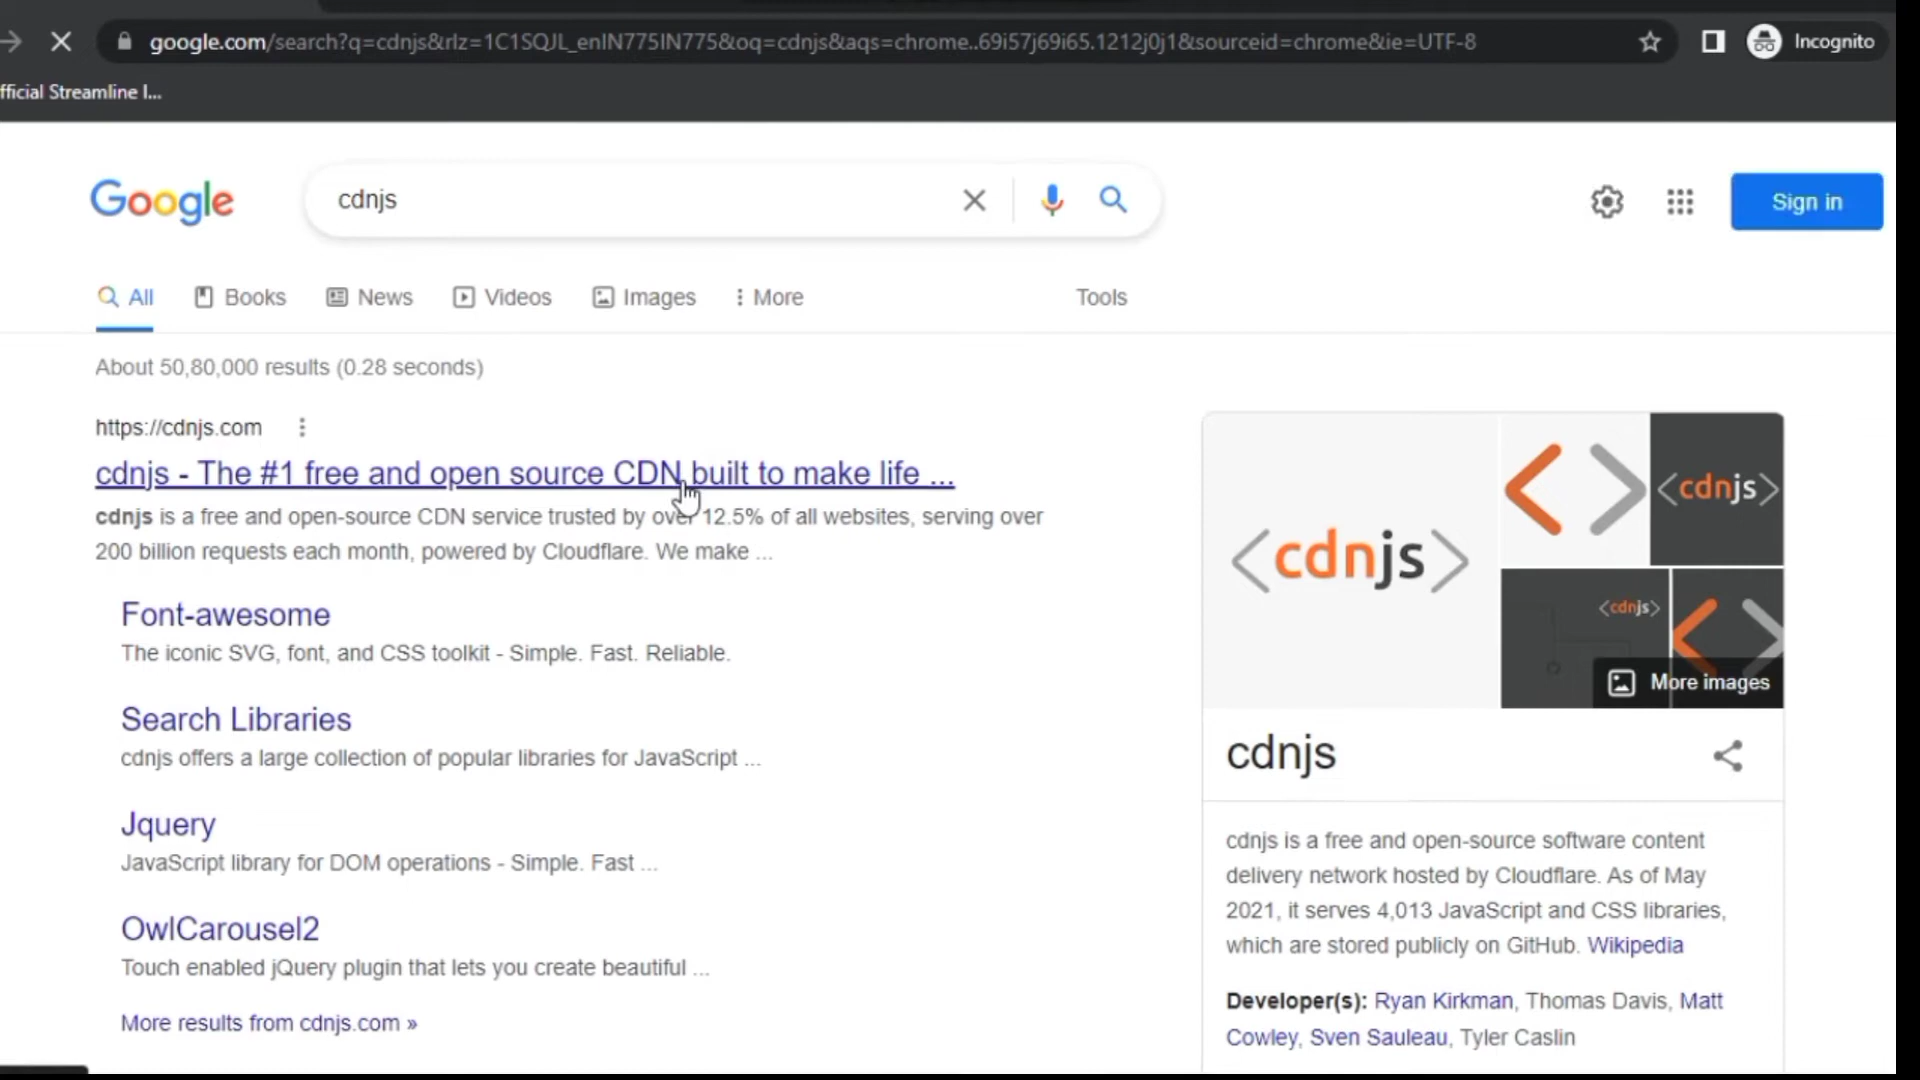 google.com/search?q=cdnjs&rlz=1C1SQJL_enIN775IN775&oq=cdnjs&aqs=chrome..69i57j69i65.1212j0j1&sourceid=chrome&ie=UTF-8
Incognito
fficial Streamline I...
Google
cdnjs
Sign in
All
Books
News
Videos
Images
More
Tools
About 50,80,000 results (0.28 seconds)
https://cdnjs.com
cdnjs - The #1 free and open source CDN built to make life ...
cdnjs is a free and open-source CDN service trusted by over 12.5% of all websites, serving over
200 billion requests each month, powered by Cloudflare. We make ...
Font-awesome
The iconic SVG, font, and CSS toolkit - Simple. Fast. Reliable.
Search Libraries
cdnjs offers a large collection of popular libraries for JavaScript ...
Jquery
JavaScript library for DOM operations - Simple. Fast ...
OwlCarousel2
Touch enabled jQuery plugin that lets you create beautiful ...
More results from cdnjs.com »
<cdnjs>
<cdnjs>
<cdnjs>
More images
cdnjs
cdnjs is a free and open-source software content
delivery network hosted by Cloudflare. As of May
2021, it serves 4,013 JavaScript and CSS libraries,
which are stored publicly on GitHub. Wikipedia
Developer(s): Ryan Kirkman, Thomas Davis, Matt
Cowley, Sven Sauleau, Tyler Caslin